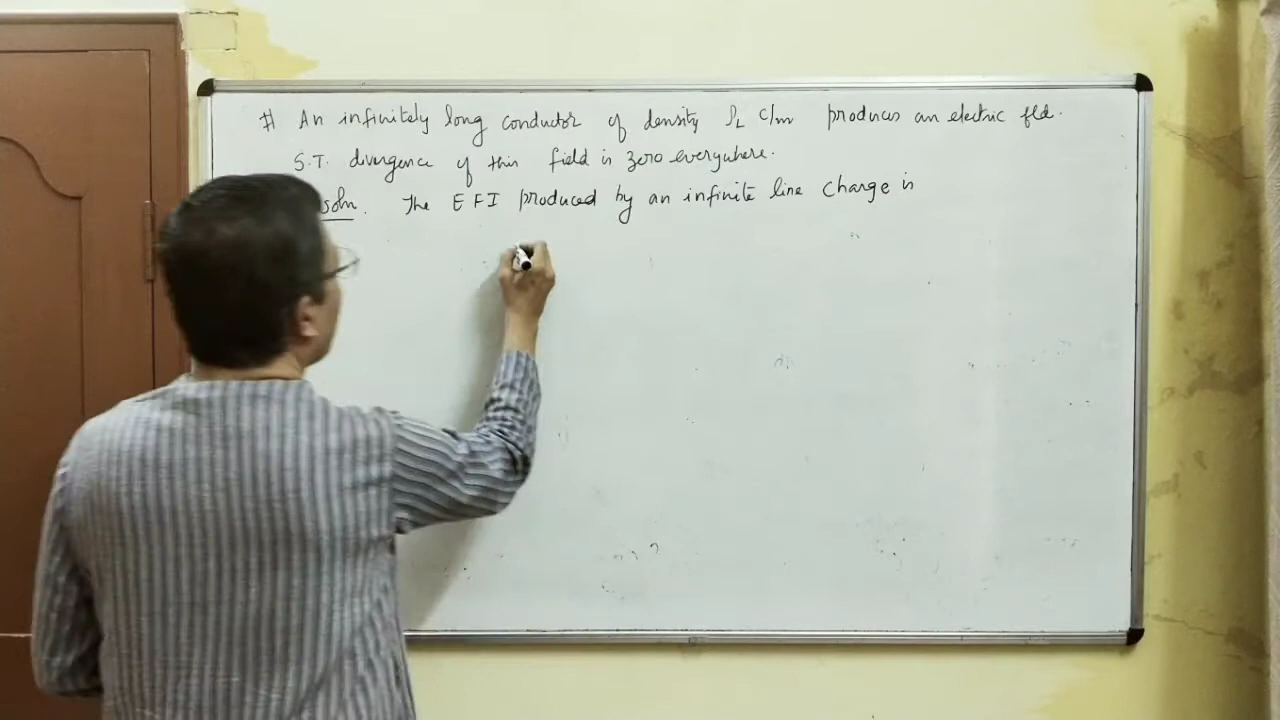 # An infinitely long conductor of density ρL C/m produces an electric fld.
S.T. divergence of this field is zero everywhere.
soln. The EFI produced by an infinite line charge is